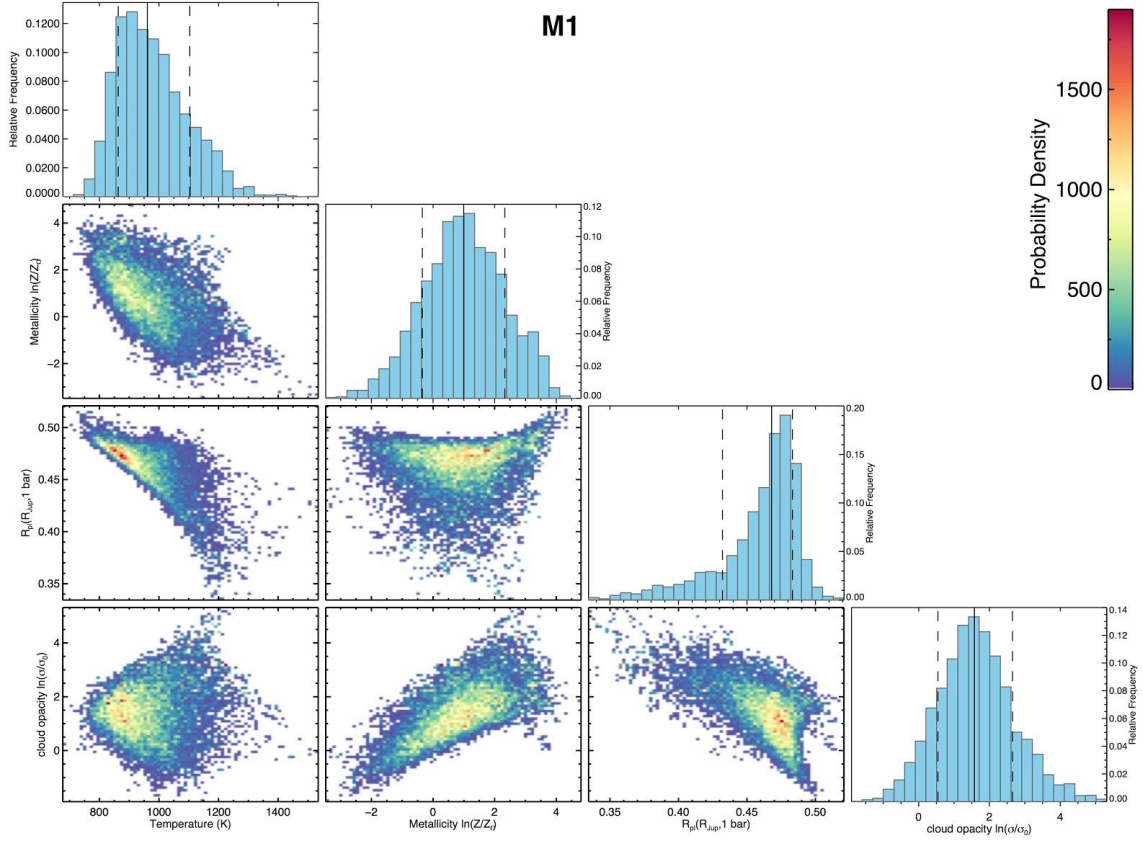 M1
Relative Frequency
0.1200
0.1000
0.0800
0.0600
0.0400
0.0200
0.0000
Probability Density
1500
1000
500
0
Metallicity ln(Z/Zₜ)
4
2
0
−2
0.12
0.10
0.08
0.06
0.04
0.02
0.00
Relative Frequency
Rpl(RJup,1 bar)
0.50
0.45
0.40
0.35
0.20
0.15
0.10
0.05
0.00
Relative Frequency
cloud opacity ln(σ/σ₀)
4
2
0
0.14
0.12
0.10
0.08
0.06
0.04
0.02
0.00
Relative Frequency
800 1000 1200 1400
Temperature (K)
−2 0 2 4
Metallicity ln(Z/Zₜ)
0.35 0.40 0.45 0.50
Rpl(RJup,1 bar)
0 2 4
cloud opacity ln(σ/σ₀)